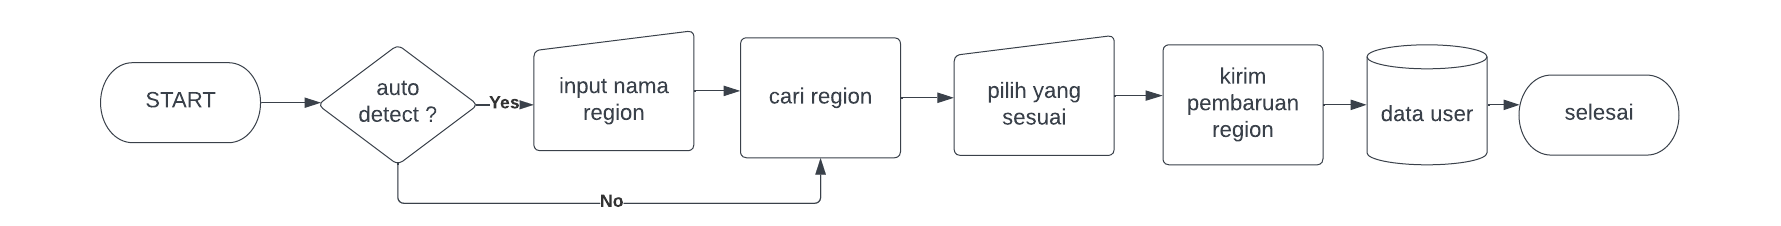 START
auto
detect ?
Yes
input nama
region
cari region
pilih yang
sesuai
kirim
pembaruan
region
data user
selesai
No